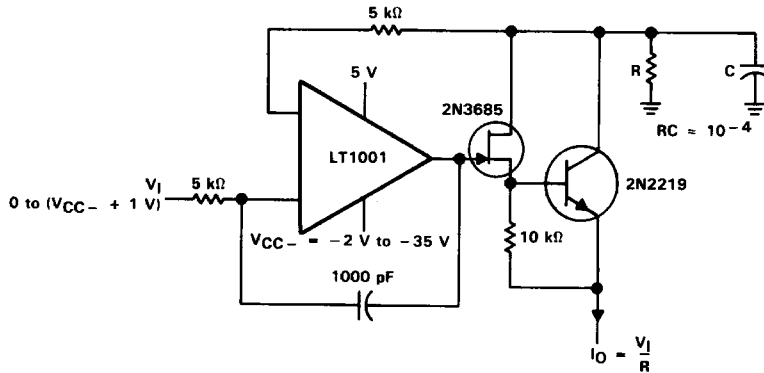 5 kΩ
5 V
2N3685
R
C
RC ≈ 10⁻⁴
LT1001
V_I
5 kΩ
0 to (V_CC− + 1 V)
2N2219
V_CC− = −2 V to −35 V
10 kΩ
1000 pF
I_O = V_I/R